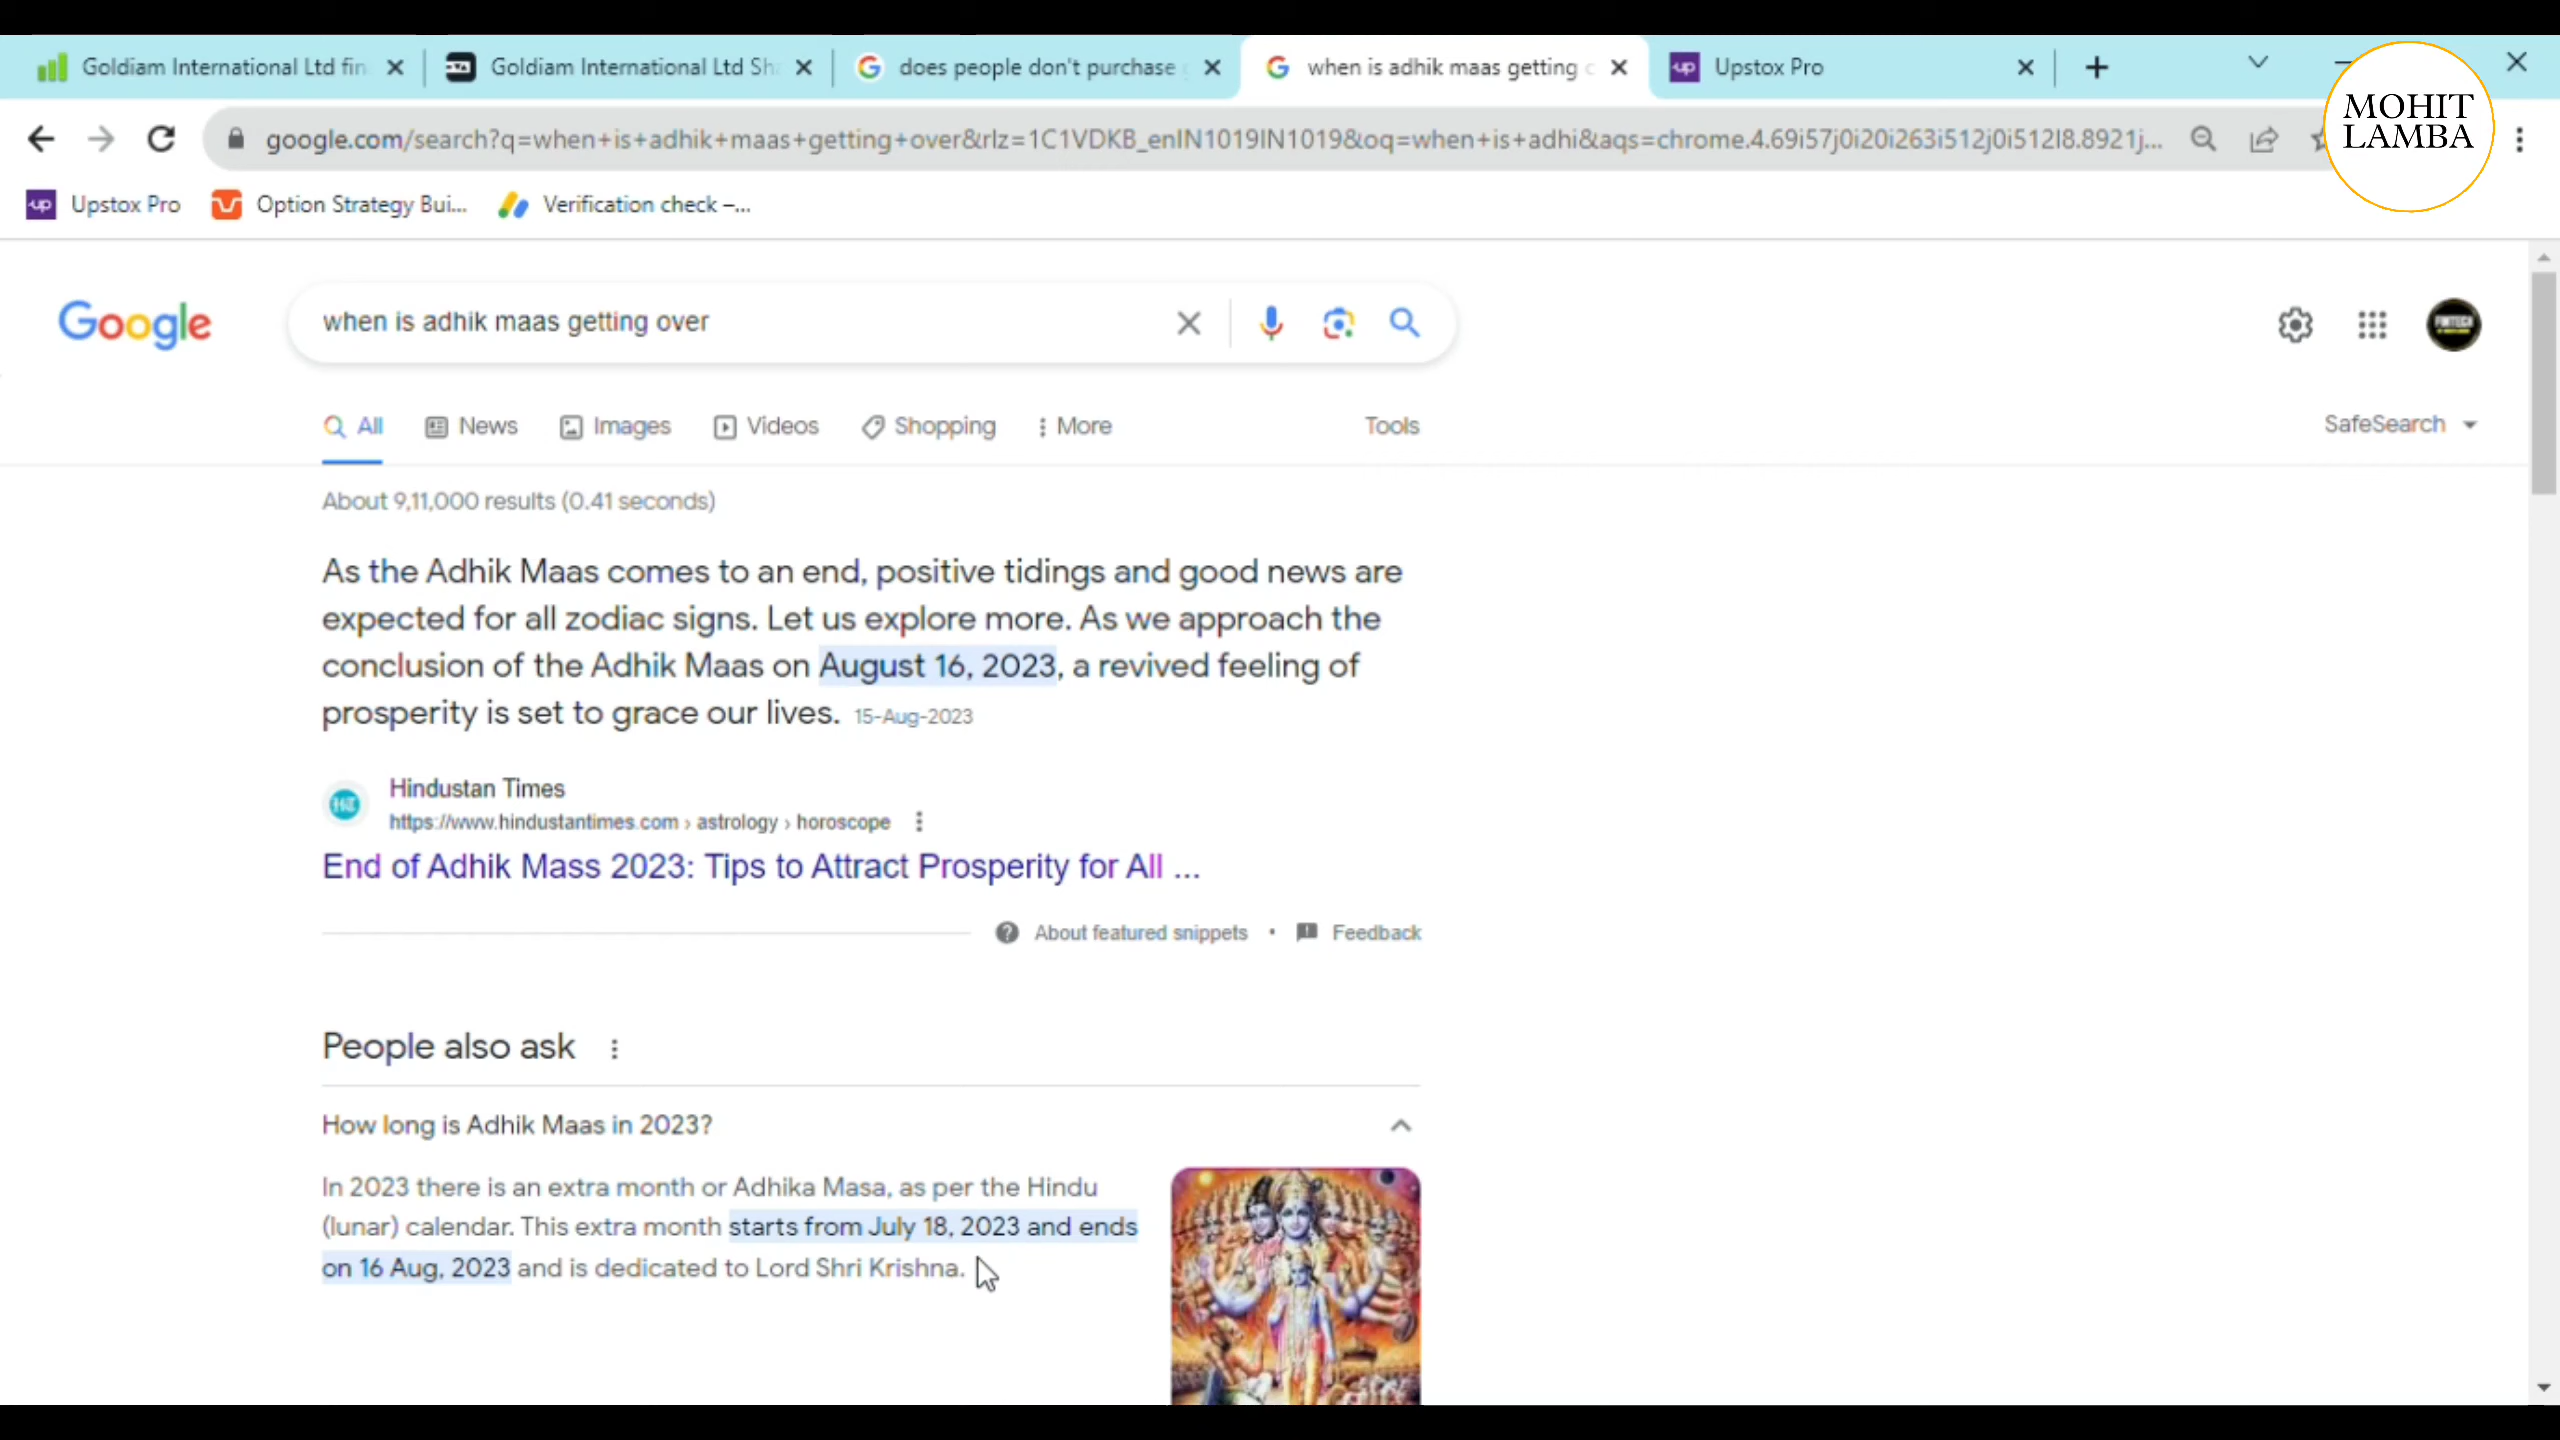 Goldiam International Ltd fin
Goldiam International Ltd Sh
does people don't purchase
when is adhik maas getting
up Upstox Pro
MOHIT
LAMBA
google.com/search?q=when+is+adhik+maas+getting+over&rlz=1C1VDKB_enIN1019IN1019&oq=when+is+adhi&aqs=chrome.4.69i57j0i20i263i512j0i512l8.8921j...
up Upstox Pro
Option Strategy Bui...
Verification check –...
Google
when is adhik maas getting over
All
News
Images
Videos
Shopping
More
Tools
SafeSearch
About 9,11,000 results (0.41 seconds)
As the Adhik Maas comes to an end, positive tidings and good news are
expected for all zodiac signs. Let us explore more. As we approach the
conclusion of the Adhik Maas on August 16, 2023, a revived feeling of
prosperity is set to grace our lives. 15-Aug-2023
HT
Hindustan Times
https://www.hindustantimes.com › astrology › horoscope
End of Adhik Mass 2023: Tips to Attract Prosperity for All ...
About featured snippets • Feedback
People also ask
How long is Adhik Maas in 2023?
In 2023 there is an extra month or Adhika Masa, as per the Hindu
(lunar) calendar. This extra month starts from July 18, 2023 and ends
on 16 Aug, 2023 and is dedicated to Lord Shri Krishna.